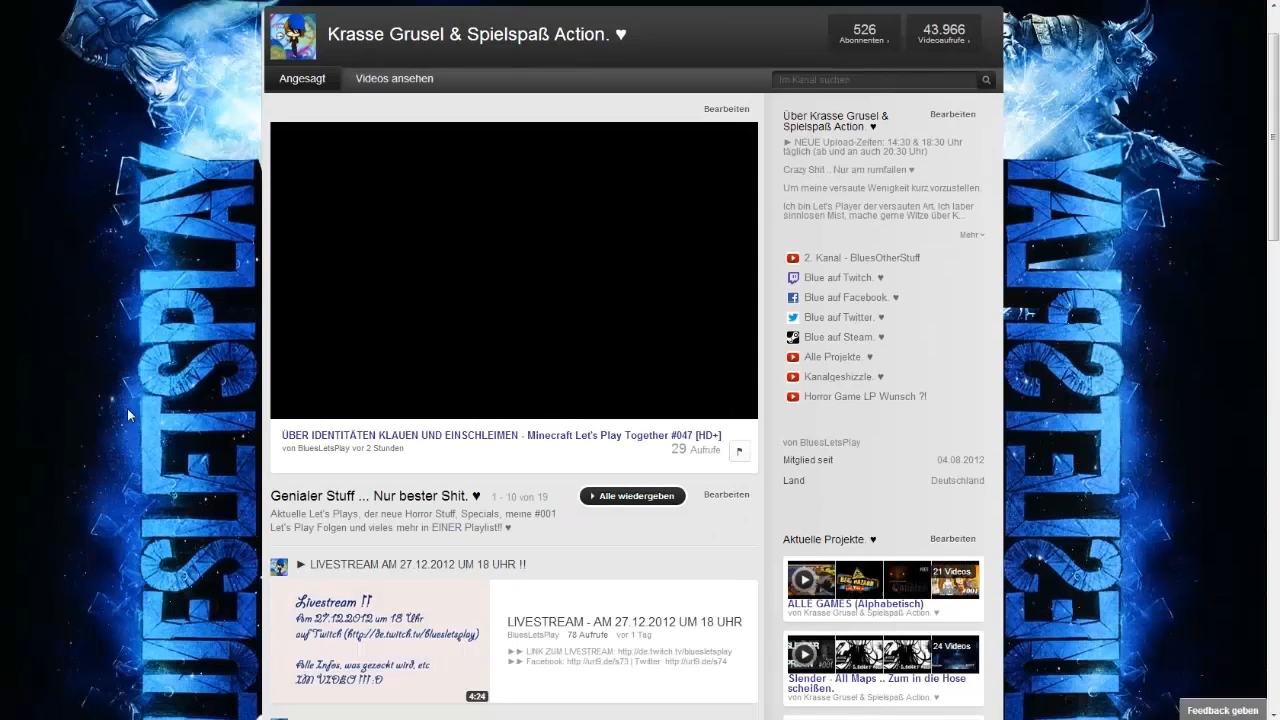 Krasse Grusel & Spielspaß Action. ♥
526
Abonnenten ›
43.966
Videoaufrufe ›
Angesagt
Videos ansehen
Im Kanal suchen
Bearbeiten
ÜBER IDENTITÄTEN KLAUEN UND EINSCHLEIMEN - Minecraft Let's Play Together #047 [HD+]
von BluesLetsPlay vor 2 Stunden
29 Aufrufe
Genialer Stuff ... Nur bester Shit. ♥
1 - 10 von 19
Alle wiedergeben
Bearbeiten
Aktuelle Let's Plays, der neue Horror Stuff, Specials, meine #001
Let's Play Folgen und vieles mehr in EINER Playlist!! ♥
► LIVESTREAM AM 27.12.2012 UM 18 UHR !!
Livestream !!
Am 27.12.2012 um 18 Uhr
auf Twitch (http://de.twitch.tv/bluesletsplay)
Alle Infos, was gezockt wird, etc
IM VIDEO !!! :O
4:24
LIVESTREAM - AM 27.12.2012 UM 18 UHR
BluesLetsPlay 78 Aufrufe vor 1 Tag
►► LINK ZUM LIVESTREAM: http://de.twitch.tv/bluesletsplay
►► Facebook: http://url9.de/s73 | Twitter: http://url9.de/s74
Über Krasse Grusel &
Spielspaß Action. ♥
Bearbeiten
► NEUE Upload-Zeiten: 14:30 & 18:30 Uhr
täglich (ab und an auch 20:30 Uhr)
Crazy Shit .. Nur am rumfallen ♥
Um meine versaute Wenigkeit kurz vorzustellen.
Ich bin Let's Player der versauten Art. Ich laber
sinnlosen Mist, mache gerne Witze über K...
Mehr
2. Kanal - BluesOtherStuff
Blue auf Twitch. ♥
Blue auf Facebook. ♥
Blue auf Twitter. ♥
Blue auf Steam. ♥
Alle Projekte. ♥
Kanalgeshizzle. ♥
Horror Game LP Wunsch ?!
von BluesLetsPlay
Mitglied seit
04.08.2012
Land
Deutschland
Aktuelle Projekte. ♥
Bearbeiten
21 Videos
ALLE GAMES (Alphabetisch)
von Krasse Grusel & Spielspaß Action. ♥
24 Videos
Slender - All Maps .. Zum in die Hose
scheißen.
von Krasse Grusel & Spielspaß Action. ♥
Feedback geben